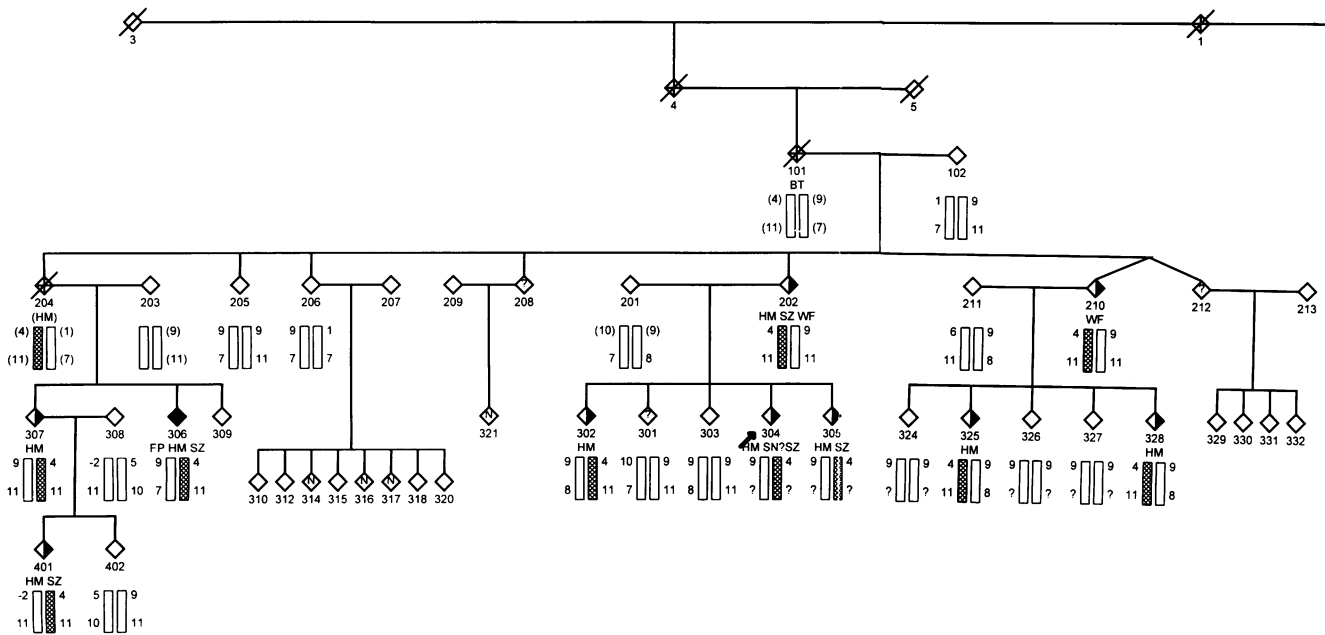 3 1
4 5
101 102
BT
(4) (9) 1 9
(11) (7) 7 11
204 203 205 206 207 209 ? 208 201 202 211 210 ? 212 213
(HM) HM SZ WF WF
(4) (1) (9) 9 9 9 1 (10) (9) 4 9 6 9 4 9
(11) (7) (11) 7 11 7 7 7 8 11 11 11 8 11 11
307 308 306 309 N 321 302 ? 301 303 304 305 324 325 326 327 328 329 330 331 332
HM FP HM SZ HM HM SN?SZ HM SZ HM HM
9 4 -2 5 9 4 9 4 10 9 9 9 9 4 9 4 9 9 4 9 9 9 9 9 4 9
11 11 11 10 7 11 8 11 7 11 8 11 ? ? ? ? ? ? 11 8 ? ? ? ? 11 8
N N N
310 312 314 315 316 317 318 320
401 402
HM SZ
-2 4 5 9
11 11 10 11